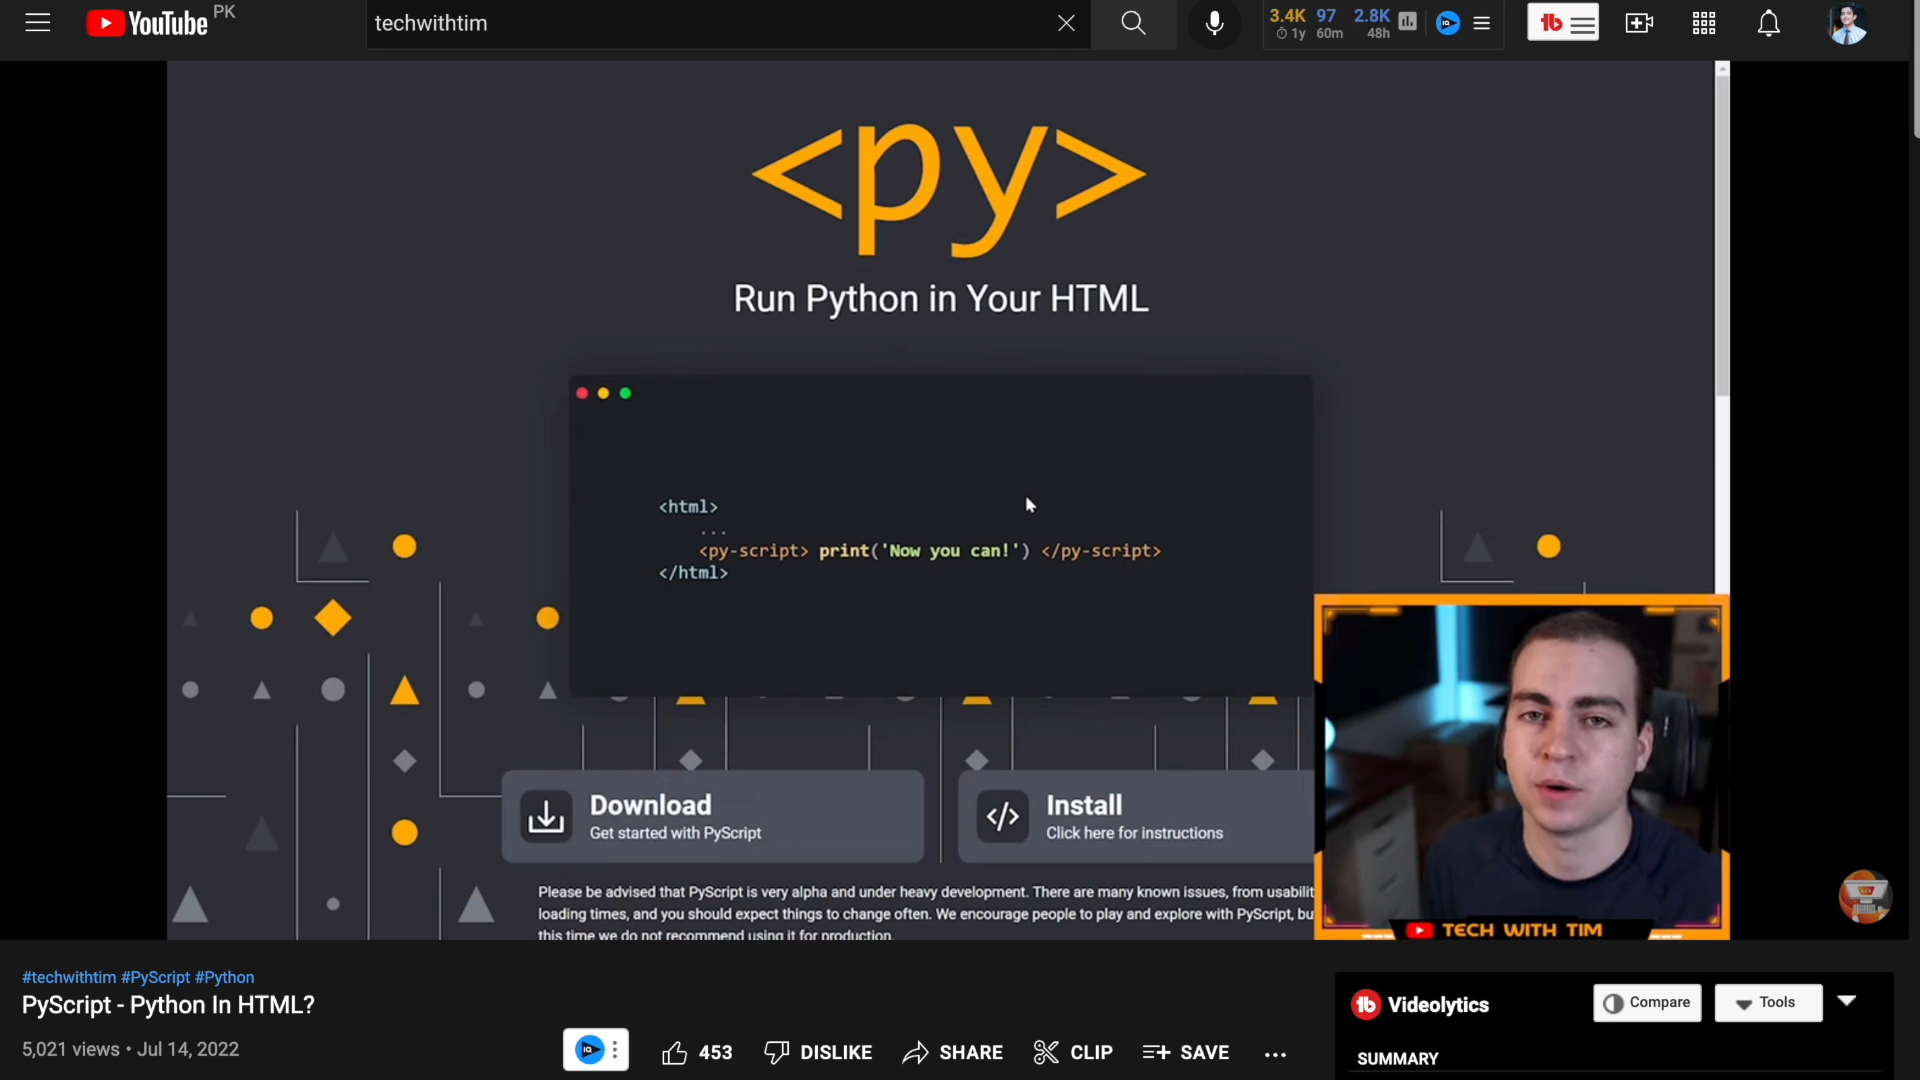 YouTube PK
techwithtim
3.4K 97 2.8K
1y 60m 48h
<py>
Run Python in Your HTML
<html>
...
<py-script> print('Now you can!') </py-script>
</html>
Download
Get started with PyScript
Install
Click here for instructions
Please be advised that PyScript is very alpha and under heavy development. There are many known issues, from usabilit
loading times, and you should expect things to change often. We encourage people to play and explore with PyScript, bu
this time we do not recommend using it for production.
TECH WITH TIM
#techwithtim #PyScript #Python
PyScript - Python In HTML?
5,021 views • Jul 14, 2022
453 DISLIKE SHARE CLIP SAVE ...
Videolytics
Compare
Tools
SUMMARY